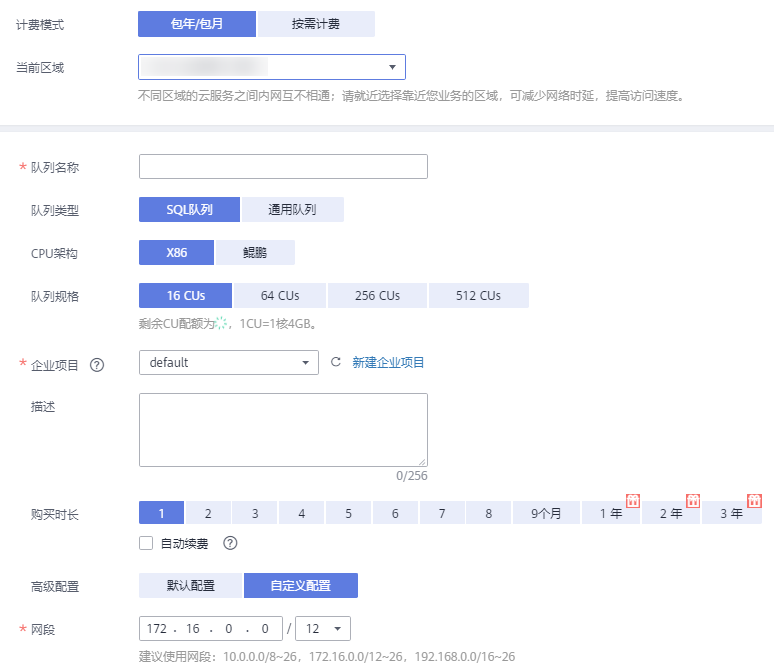 计费模式 包年/包月 按需计费
当前区域
不同区域的云服务之间内网互不相通；请就近选择靠近您业务的区域，可减少网络时延，提高访问速度。
* 队列名称
队列类型 SQL队列 通用队列
CPU架构 X86 鲲鹏
队列规格 16 CUs 64 CUs 256 CUs 512 CUs
剩余CU配额为 ，1CU=1核4GB。
* 企业项目 ? default 新建企业项目
描述
0/256
购买时长 1 2 3 4 5 6 7 8 9个月 1 年 2 年 3 年
自动续费 ?
高级配置 默认配置 自定义配置
* 网段 172 . 16 . 0 . 0 / 12
建议使用网段：10.0.0.0/8~26，172.16.0.0/12~26，192.168.0.0/16~26